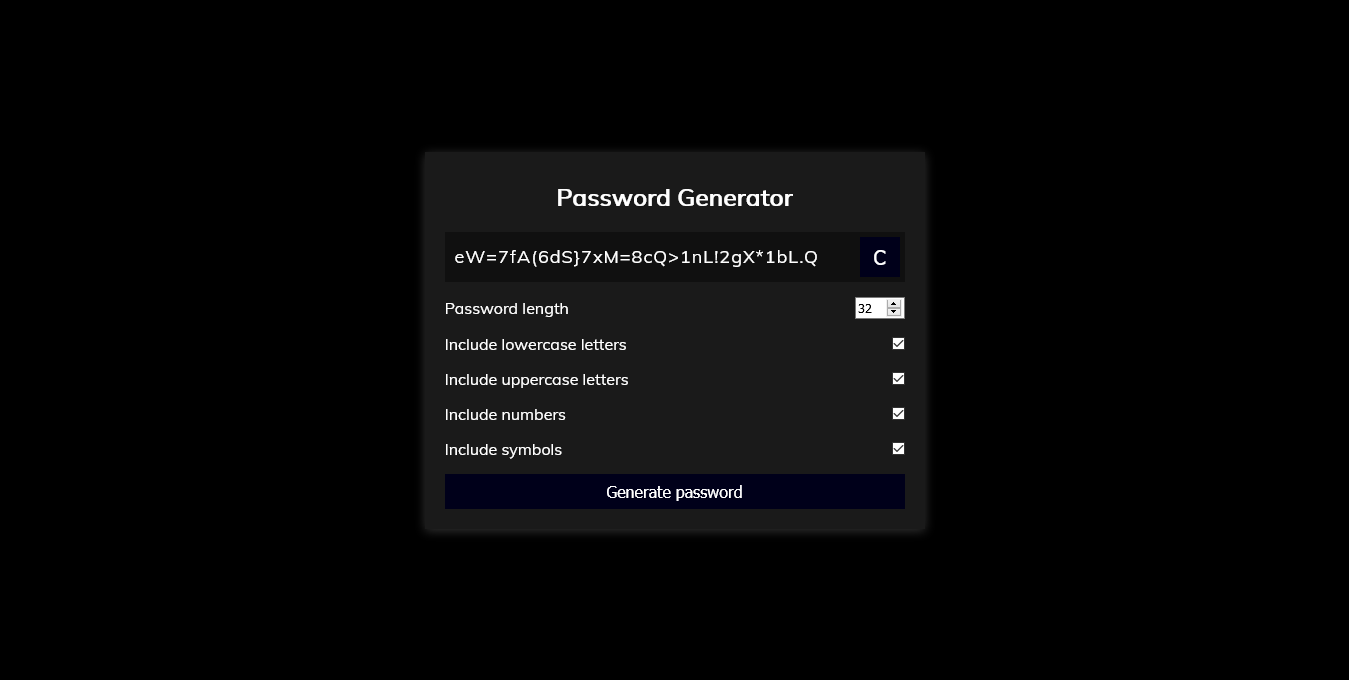 Password Generator
eW=7fA(6dS}7xM=8cQ>1nL!2gX*1bL.Q
C
Password length
32
Include lowercase letters
Include uppercase letters
Include numbers
Include symbols
Generate password